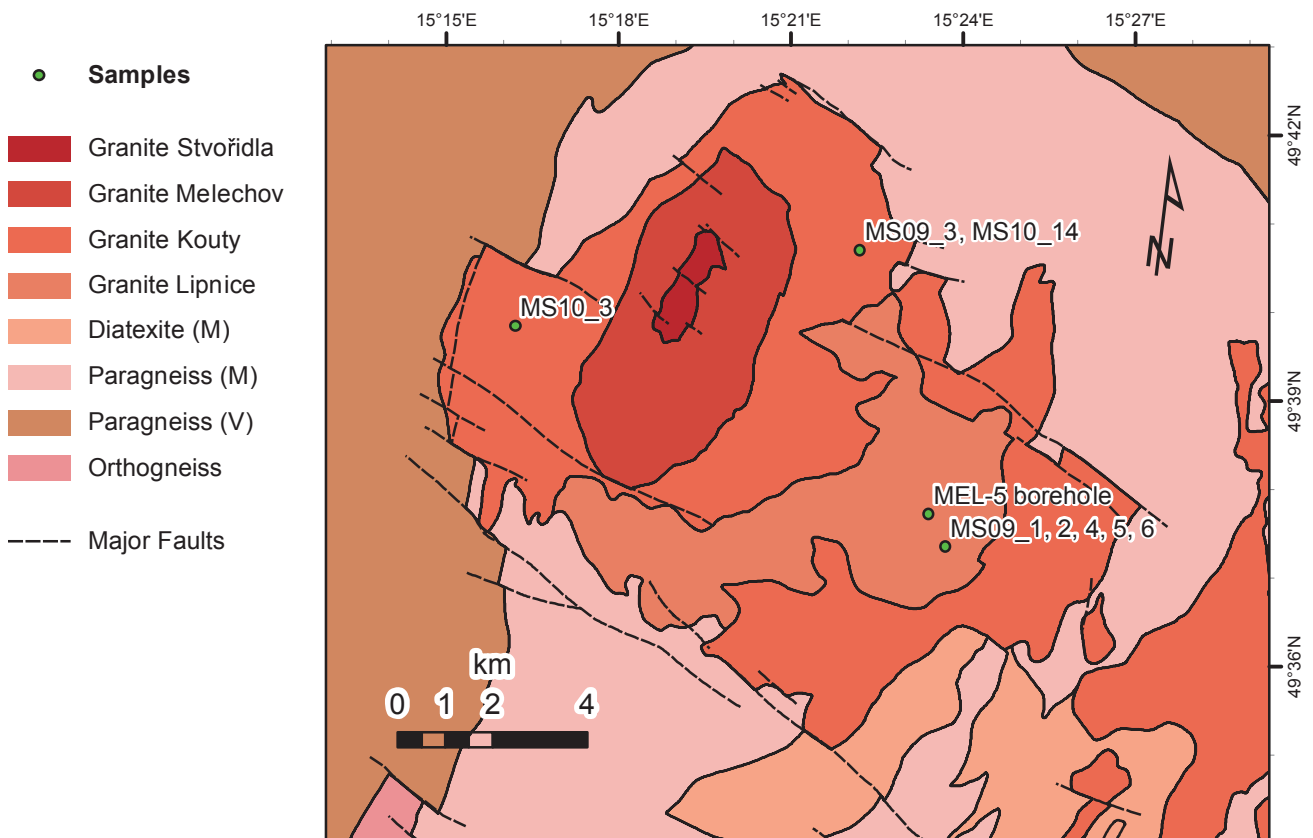 15°15'E 15°18'E 15°21'E 15°24'E 15°27'E
Samples
Granite Stvořidla
Granite Melechov
Granite Kouty
Granite Lipnice
Diatexite (M)
Paragneiss (M)
Paragneiss (V)
Orthogneiss
Major Faults
49°42'N
49°39'N
49°36'N
N
MS09_3, MS10_14
MS10_3
MEL-5 borehole
MS09_1, 2, 4, 5, 6
km
0 1 2 4